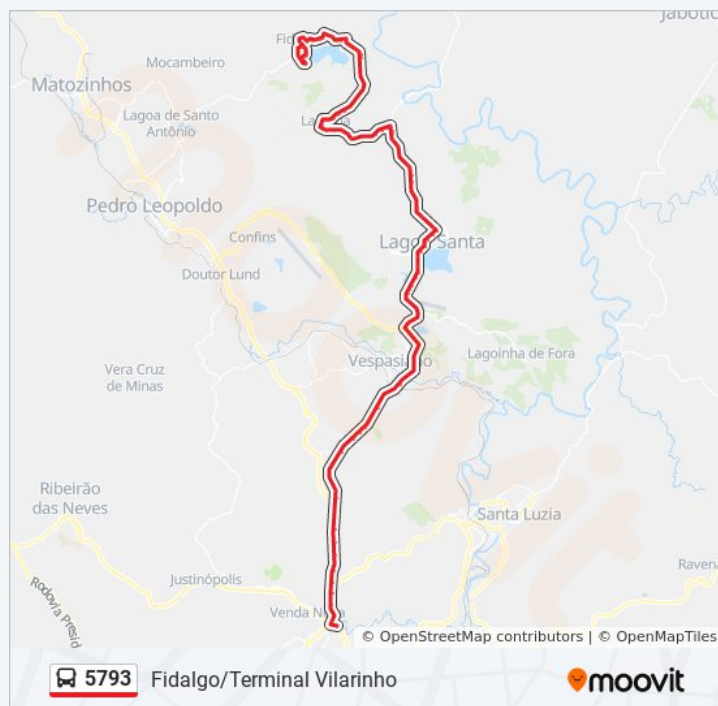 Jabotic
Fid
Mocambeiro
Matozinhos
Lagoa de Santo
Antônio
La
Pedro Leopoldo
Confins
Lagoa Santa
Doutor Lund
Vespasiano
Lagoinha de Fora
Vera Cruz
de Minas
Ribeirão
das Neves
Santa Luzia
Justinópolis
Ravena
Rodovia Presid
Venda Nova
© OpenStreetMap contributors | © OpenMapTiles
5793 Fidalgo/Terminal Vilarinho
moovit